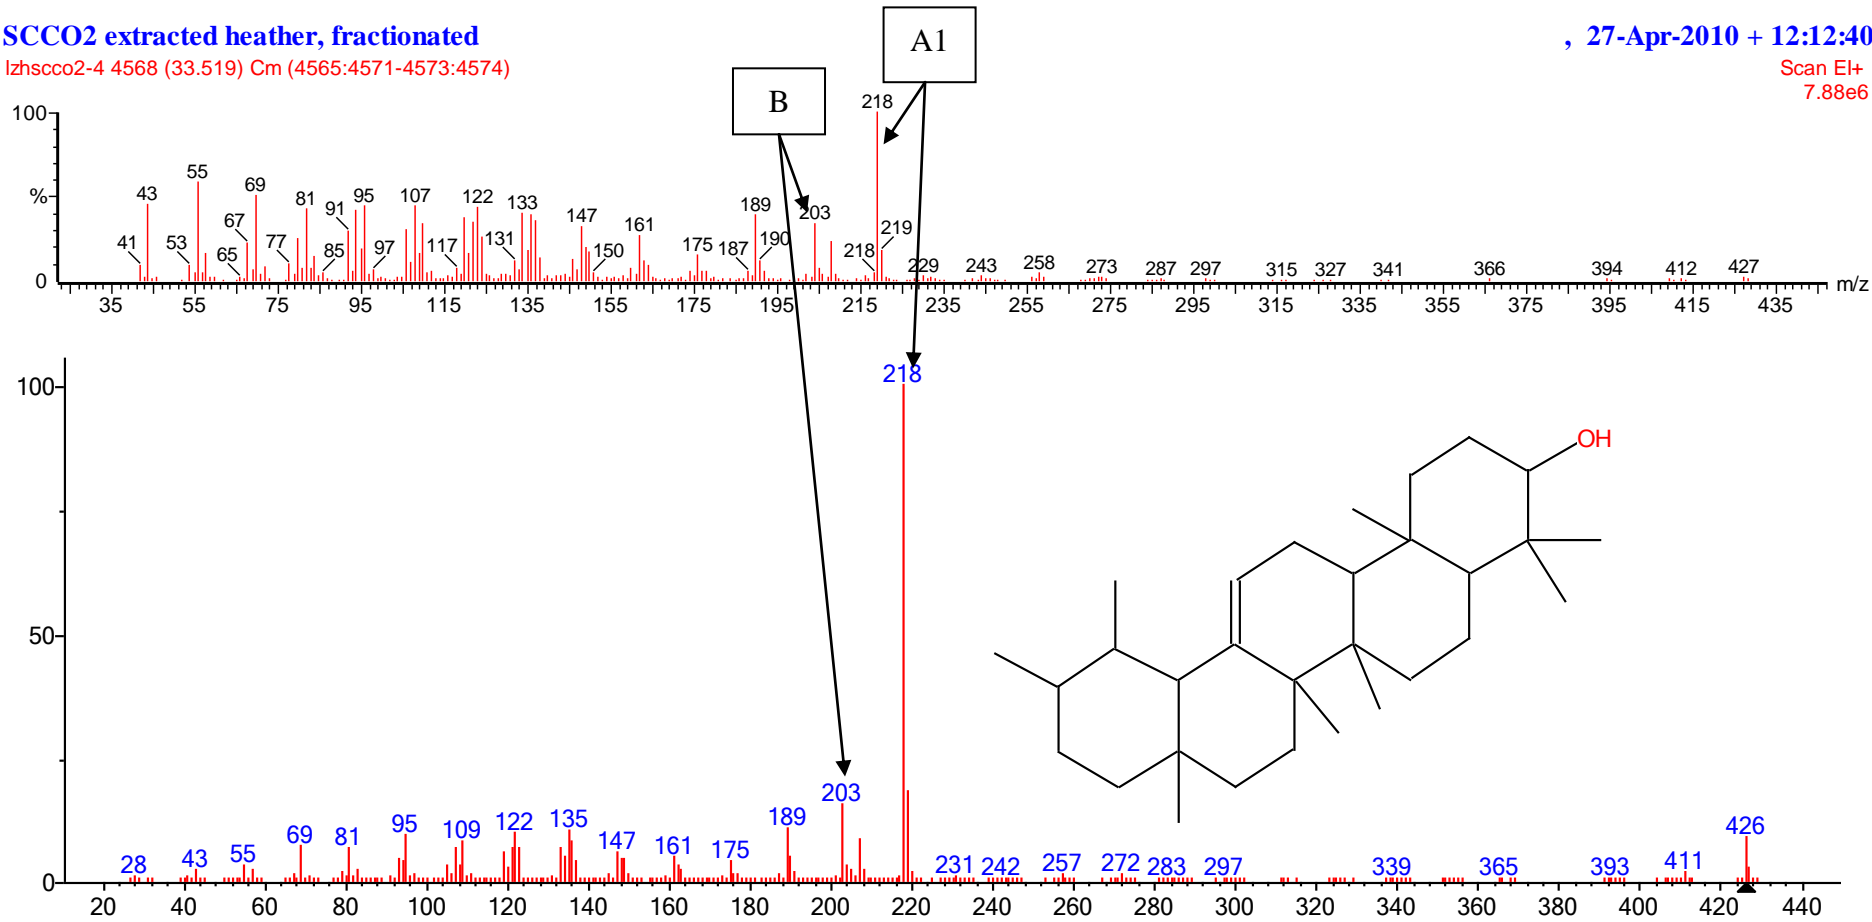 SCCO2 extracted heather, fractionated
, 27-Apr-2010 + 12:12:40
lzhscco2-4 4568 (33.519) Cm (4565:4571-4573:4574)
Scan EI+
7.88e6
A1
B
100
%
0
41 43 53 55 65 67 69 77 81 85 91 95 97 107 117 122 131 133 147 150 161 175 187 189 190 203 218 218 219 229 243 258 273 287 297 315 327 341 366 394 412 427
m/z
35 55 75 95 115 135 155 175 195 215 235 255 275 295 315 335 355 375 395 415 435
100
50
0
28 43 55 69 81 95 109 122 135 147 161 175 189 203 218 231 242 257 272 283 297 339 365 393 411 426
OH
20 40 60 80 100 120 140 160 180 200 220 240 260 280 300 320 340 360 380 400 420 440